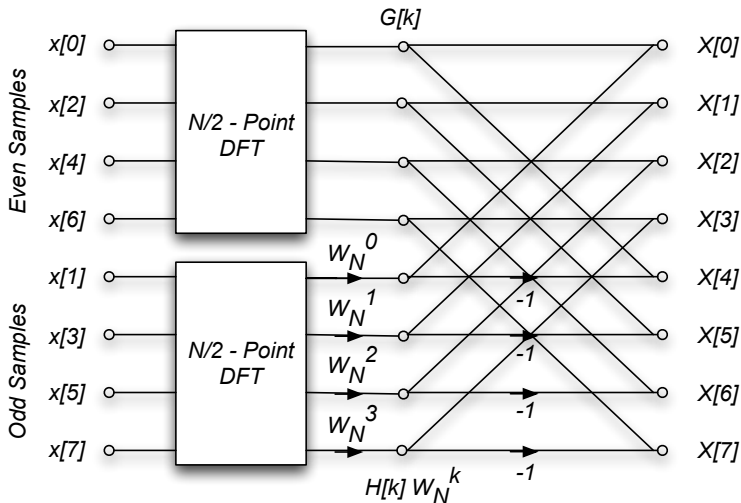 G[k]
Even Samples
x[0]
x[2]
x[4]
x[6]
N/2 - Point
DFT
X[0]
X[1]
X[2]
X[3]
Odd Samples
x[1]
x[3]
x[5]
x[7]
N/2 - Point
DFT
W_N^0
W_N^1
W_N^2
W_N^3
-1
-1
-1
-1
X[4]
X[5]
X[6]
X[7]
H[k] W_N^k